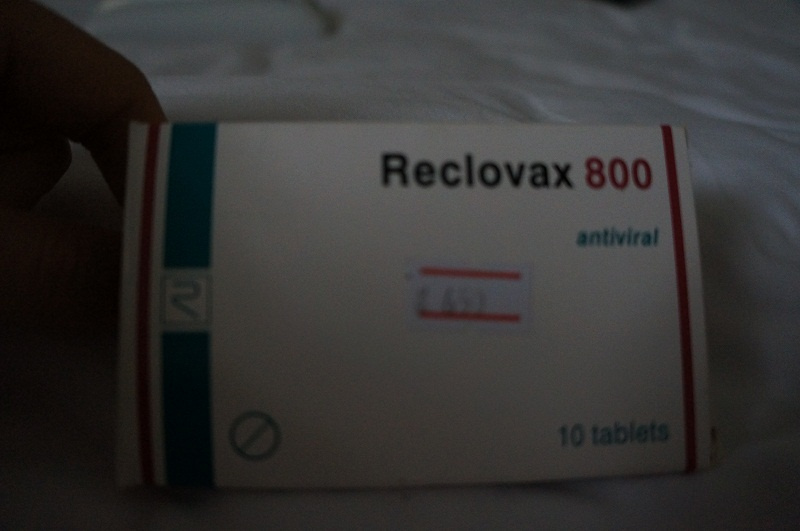 Reclovax 800
antiviral
10 tablets